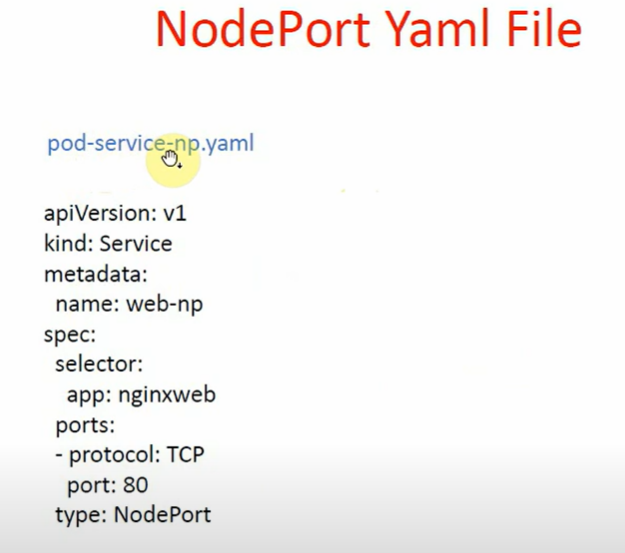 NodePort Yaml File
pod-service-np.yaml
apiVersion: v1
kind: Service
metadata:
  name: web-np
spec:
  selector:
    app: nginxweb
  ports:
  - protocol: TCP
    port: 80
  type: NodePort